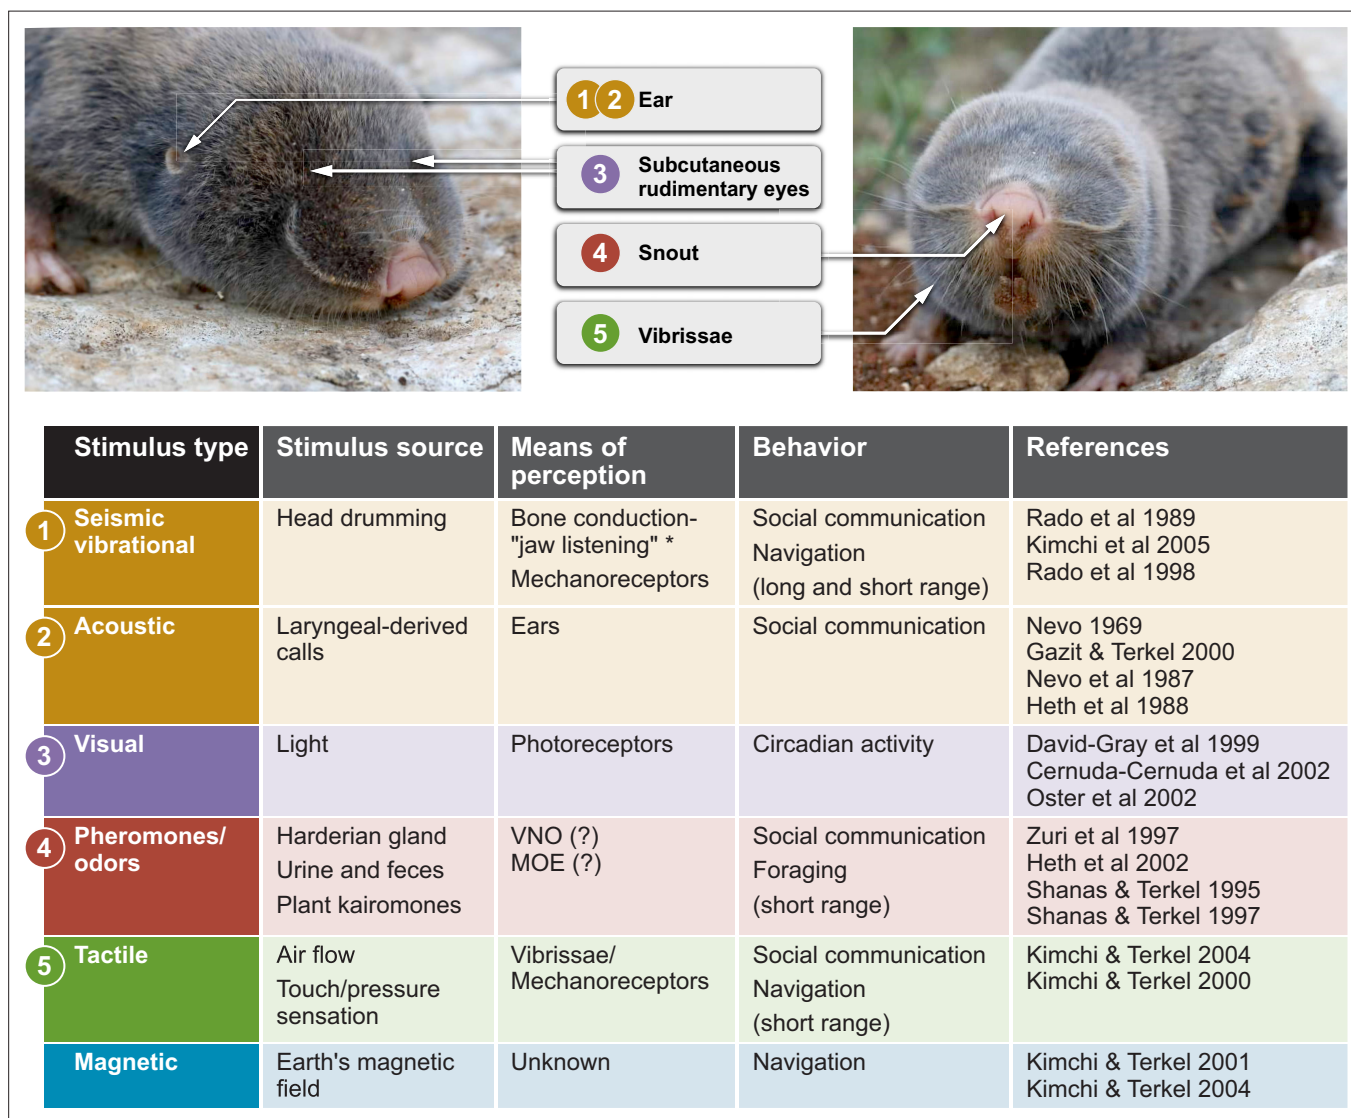 1 2 Ear
3 Subcutaneous
rudimentary eyes
4 Snout
5 Vibrissae
Stimulus type
Stimulus source
Means of
perception
Behavior
References
1 Seismic
vibrational
Head drumming
Bone conduction-
"jaw listening" *
Mechanoreceptors
Social communication
Navigation
(long and short range)
Rado et al 1989
Kimchi et al 2005
Rado et al 1998
2 Acoustic
Laryngeal-derived
calls
Ears
Social communication
Nevo 1969
Gazit & Terkel 2000
Nevo et al 1987
Heth et al 1988
3 Visual
Light
Photoreceptors
Circadian activity
David-Gray et al 1999
Cernuda-Cernuda et al 2002
Oster et al 2002
4 Pheromones/
odors
Harderian gland
Urine and feces
Plant kairomones
VNO (?)
MOE (?)
Social communication
Foraging
(short range)
Zuri et al 1997
Heth et al 2002
Shanas & Terkel 1995
Shanas & Terkel 1997
5 Tactile
Air flow
Touch/pressure
sensation
Vibrissae/
Mechanoreceptors
Social communication
Navigation
(short range)
Kimchi & Terkel 2004
Kimchi & Terkel 2000
Magnetic
Earth's magnetic
field
Unknown
Navigation
Kimchi & Terkel 2001
Kimchi & Terkel 2004